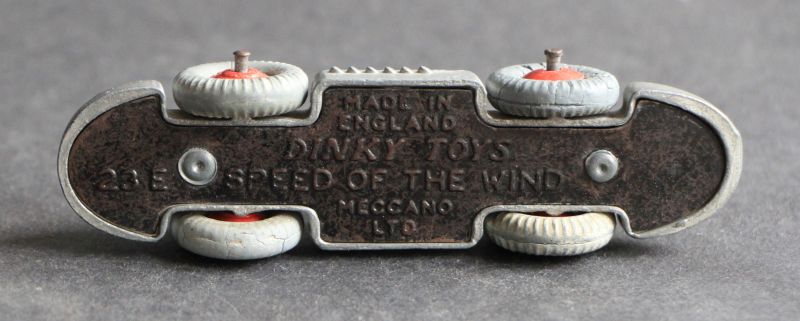 MADE IN
ENGLAND
DINKY TOYS
23 E SPEED OF THE WIND
MECCANO
LTD